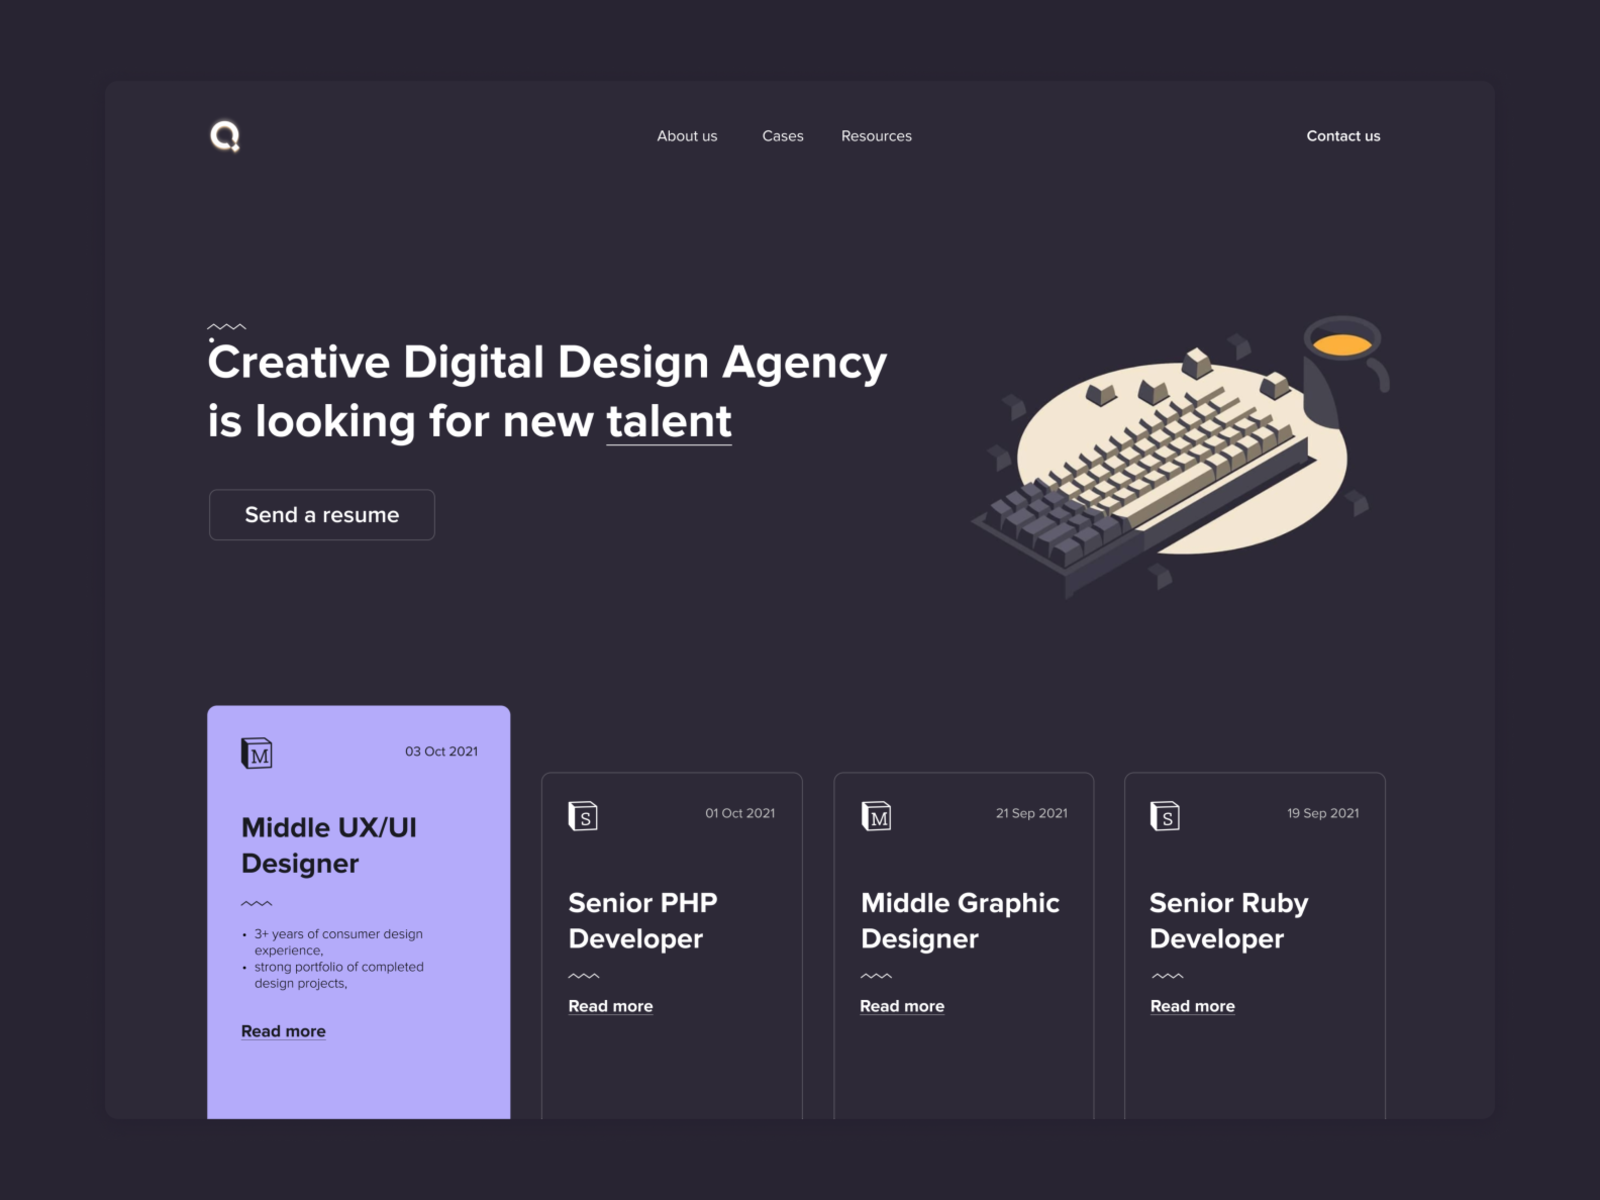 Q
About us Cases Resources Contact us
Creative Digital Design Agency
is looking for new talent
Send a resume
M 03 Oct 2021
Middle UX/UI
Designer
• 3+ years of consumer design
experience,
• strong portfolio of completed
design projects,
Read more
S 01 Oct 2021
Senior PHP
Developer
Read more
M 21 Sep 2021
Middle Graphic
Designer
Read more
S 19 Sep 2021
Senior Ruby
Developer
Read more